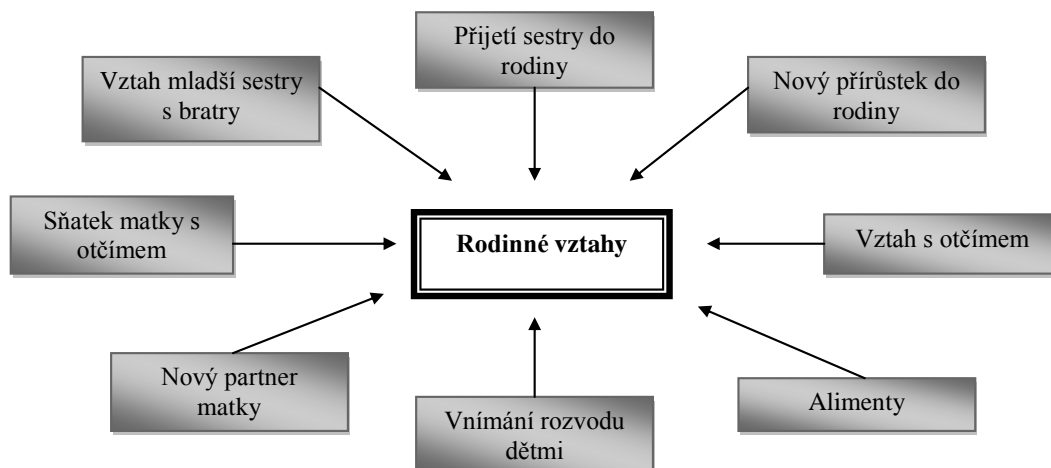 Přijetí sestry do
rodiny
Vztah mladší sestry
s bratry
Nový přírůstek do
rodiny
Sňatek matky s
otčímem
Rodinné vztahy
Vztah s otčímem
Nový partner
matky
Vnímání rozvodu
dětmi
Alimenty